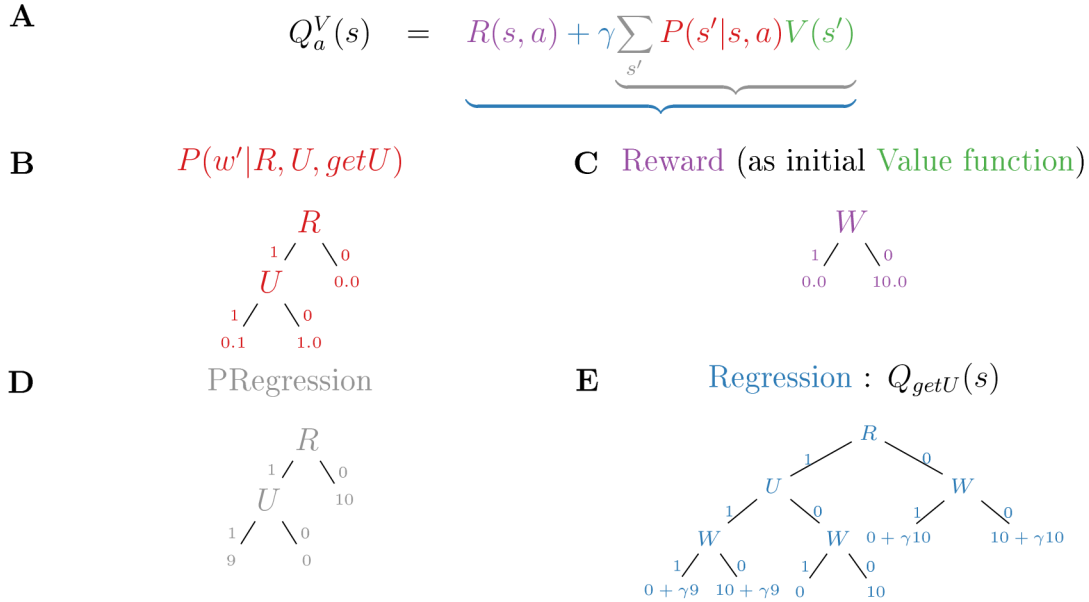 A
Q_a^V(s) = R(s, a) + γ∑_{s′} P(s′|s, a)V(s′)
B P(w′|R, U, getU)
C Reward (as initial Value function)
R W
1 0 1 0
U 0.0 0.0 10.0
1 0
0.1 1.0
D PRegression
E Regression : Q_{getU}(s)
R R
1 0 1 0
U 10 U W
1 0 1 0 1 0
9 0 W W 0 + γ10 10 + γ10
1 0 1 0
0 + γ9 10 + γ9 0 10